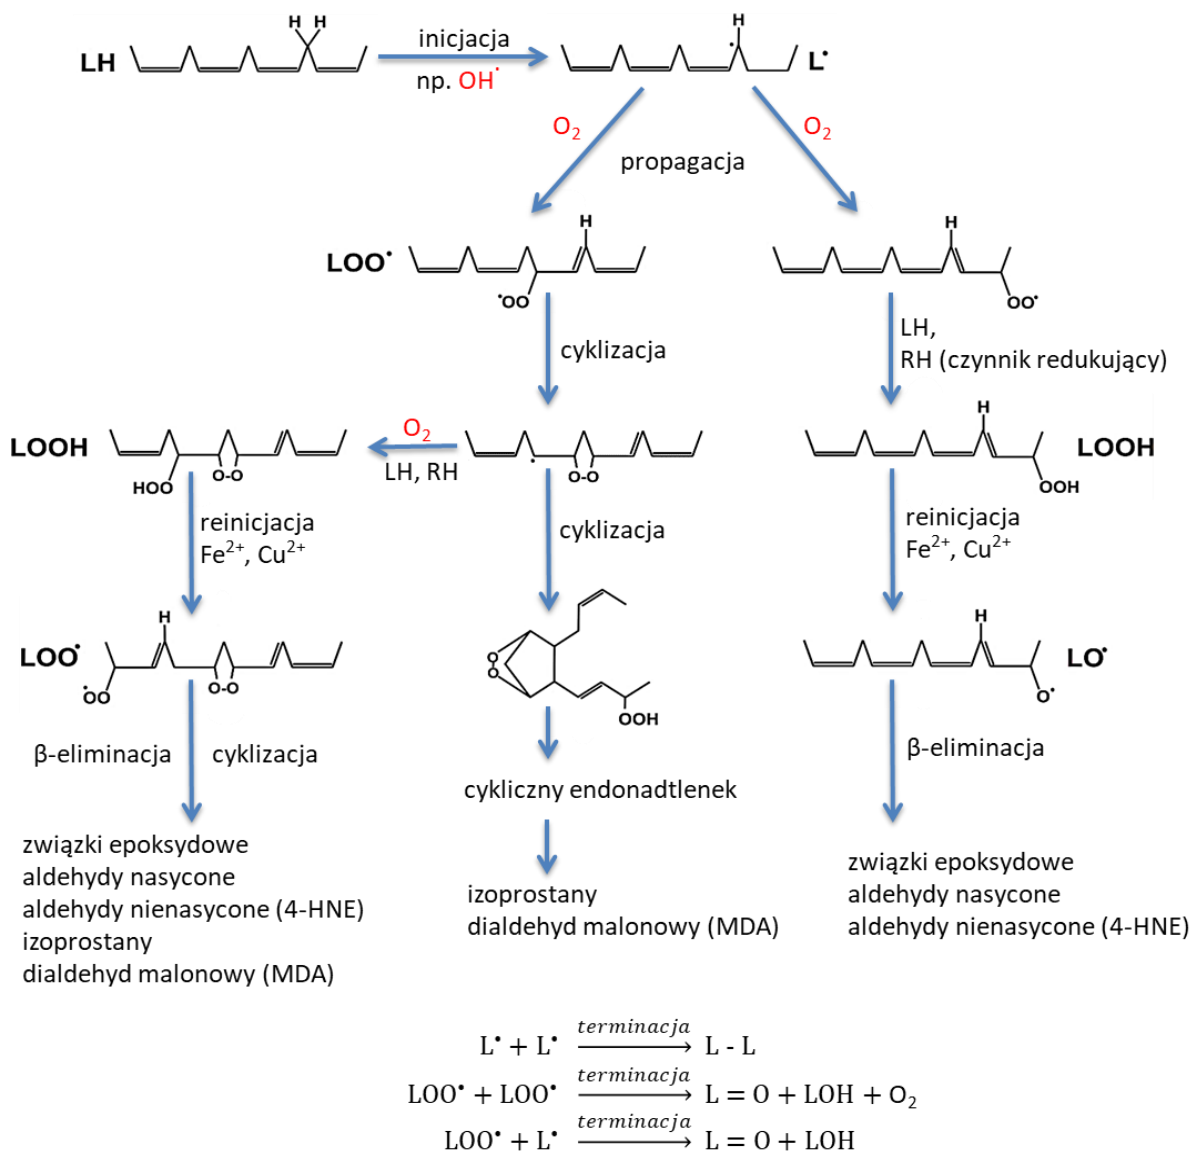 H H
LH
inicjacja
np. OH•
H
L•
O2
O2
propagacja
LOO•
H
•OO
H
OO•
cyklizacja
LH,
RH (czynnik redukujący)
LOOH
HOO
O-O
O2
LH, RH
O-O
H
OOH
LOOH
reinicjacja
Fe2+, Cu2+
cyklizacja
reinicjacja
Fe2+, Cu2+
LOO•
H
•OO
O-O
O
O
OOH
H
O•
LO•
β-eliminacja
cyklizacja
β-eliminacja
cykliczny endonadtlenek
związki epoksydowe
aldehydy nasycone
aldehydy nienasycone (4-HNE)
izoprostany
dialdehyd malonowy (MDA)
izoprostany
dialdehyd malonowy (MDA)
związki epoksydowe
aldehydy nasycone
aldehydy nienasycone (4-HNE)
L• + L• terminacja L - L
LOO• + LOO• terminacja L = O + LOH + O2
LOO• + L• terminacja L = O + LOH